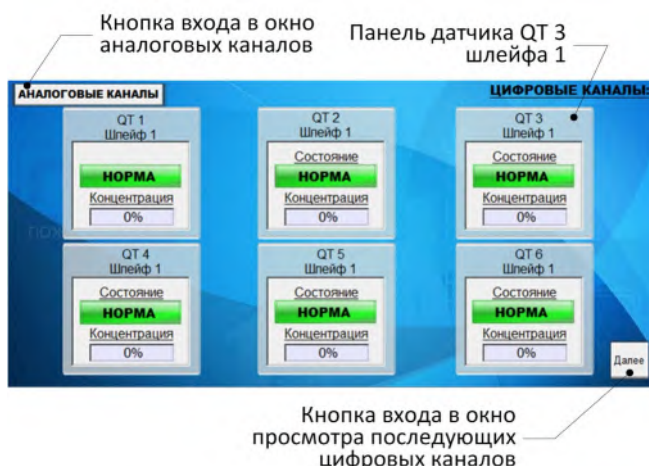 Кнопка входа в окно
аналоговых каналов
Панель датчика QT 3
шлейфа 1
АНАЛОГОВЫЕ КАНАЛЫ
ЦИФРОВЫЕ КАНАЛЫ:
QT 1
Шлейф 1
НОРМА
Концентрация
0%
QT 2
Шлейф 1
Состояние
НОРМА
Концентрация
0%
QT 3
Шлейф 1
Состояние
НОРМА
Концентрация
0%
QT 4
Шлейф 1
Состояние
НОРМА
Концентрация
0%
QT 5
Шлейф 1
Состояние
НОРМА
Концентрация
0%
QT 6
Шлейф 1
Состояние
НОРМА
Концентрация
0%
Далее
Кнопка входа в окно
просмотра последующих
цифровых каналов